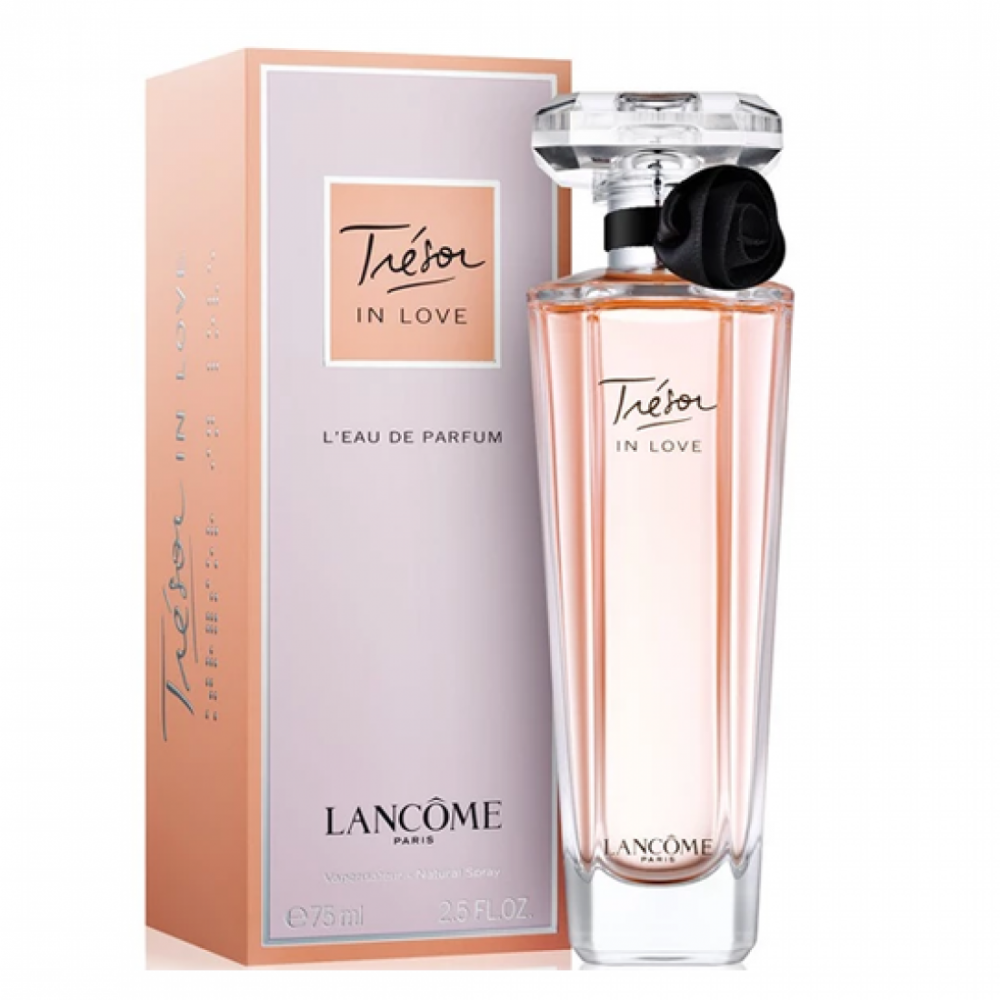 Trésor IN LOVE
Trésor
IN LOVE
L'EAU DE PARFUM
LANCÔME
PARIS
Vaporisateur - Natural Spray
℮75 ml 2.5 FL.OZ.
Trésor
IN LOVE
LANCÔME
PARIS